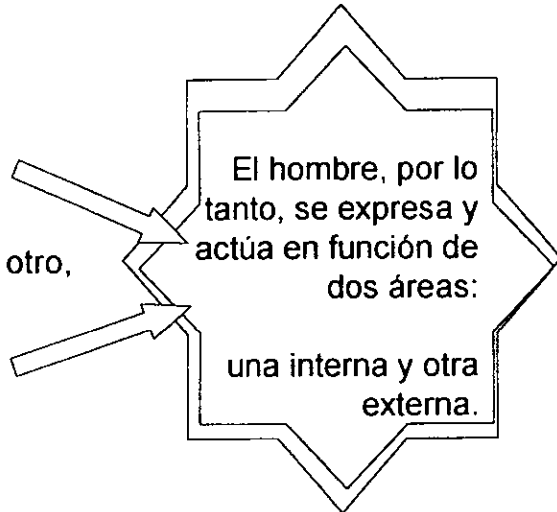 El hombre, por lo
tanto, se expresa y
otro,
actúa en función de
dos áreas:
una interna y otra
externa.